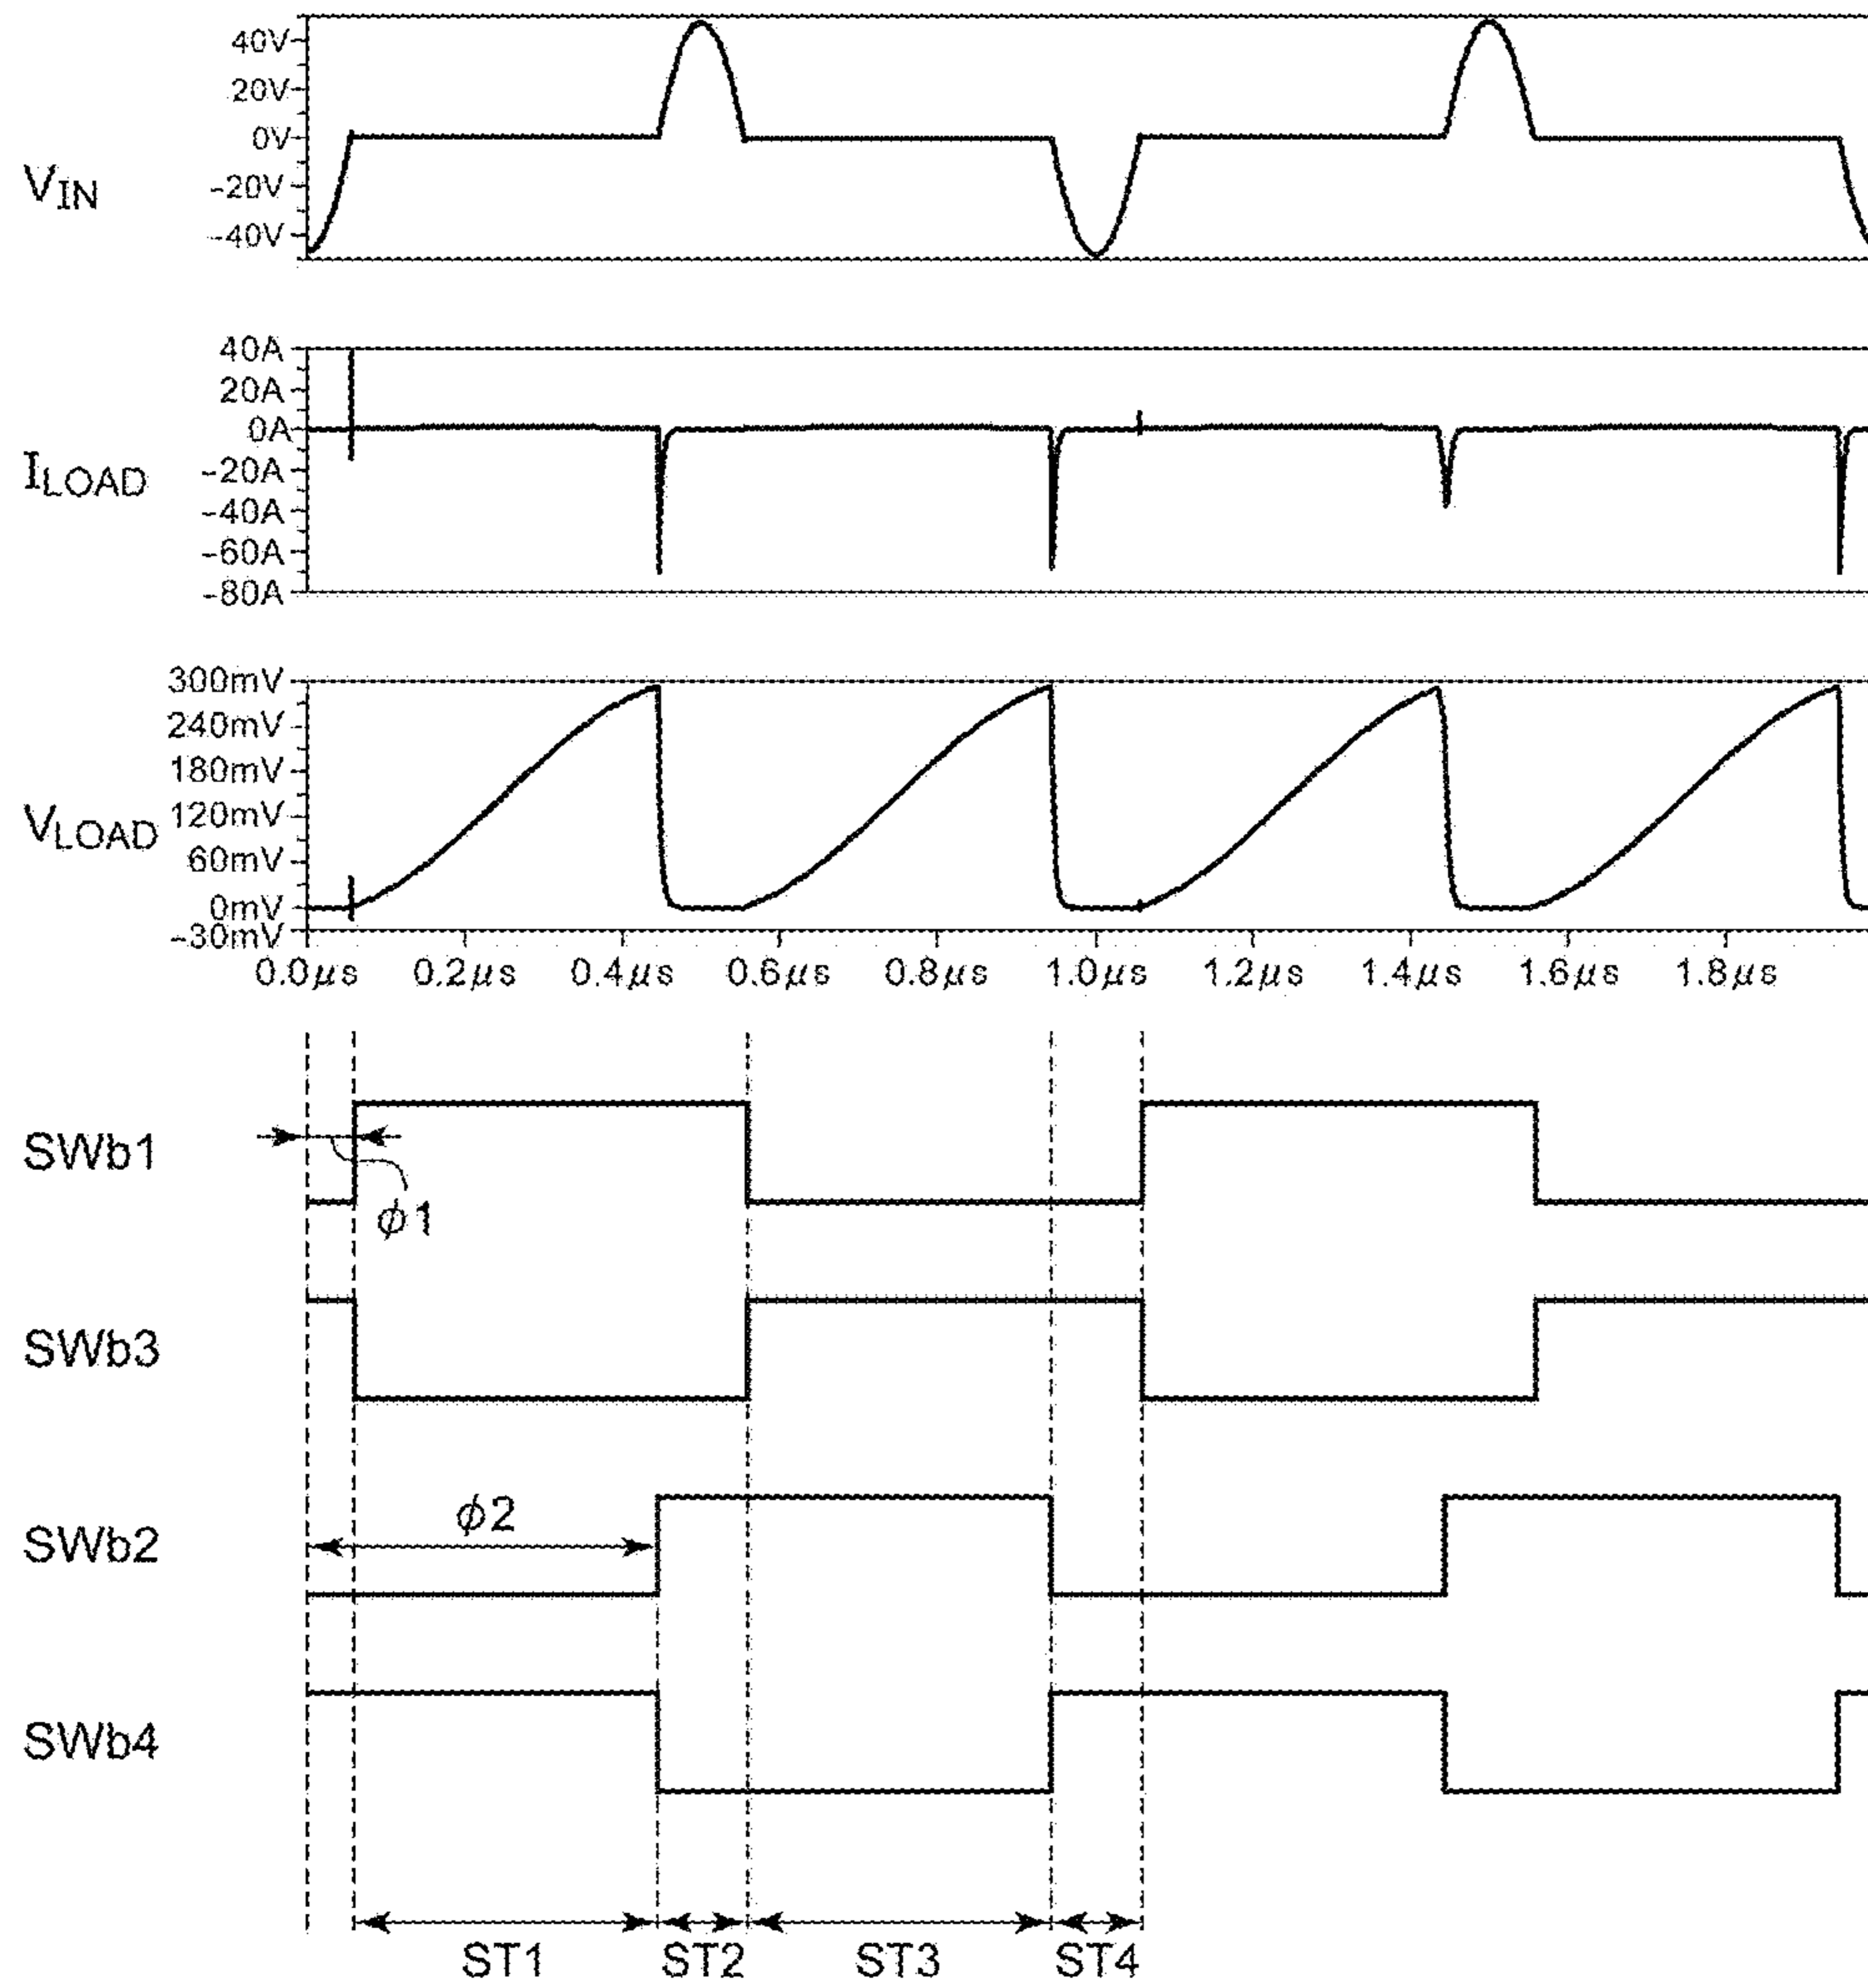 40V
20V
0V
-20V
-40V
VIN
40A
20A
0A
-20A
-40A
-60A
-80A
ILOAD
300mV
240mV
180mV
120mV
60mV
0mV
-30mV
VLOAD
0.0μs 0.2μs 0.4μs 0.6μs 0.8μs 1.0μs 1.2μs 1.4μs 1.6μs 1.8μs
SWb1
ϕ1
SWb3
ϕ2
SWb2
SWb4
ST1 ST2 ST3 ST4